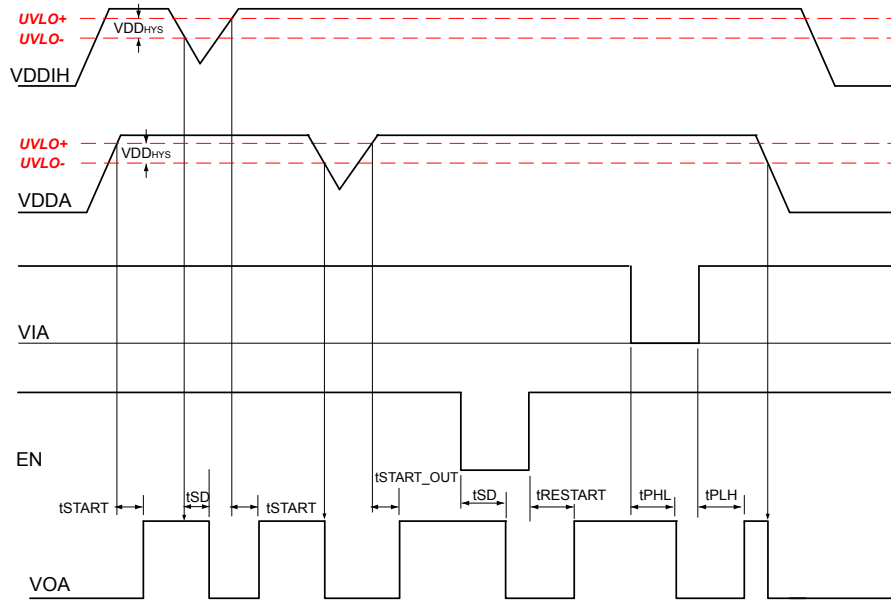 UVLO+
VDDHYS
UVLO-
VDDIH
UVLO+
VDDHYS
UVLO-
VDDA
VIA
EN
tSTART_OUT
tSTART
tSD
tSTART
tSD
tRESTART
tPHL
tPLH
VOA